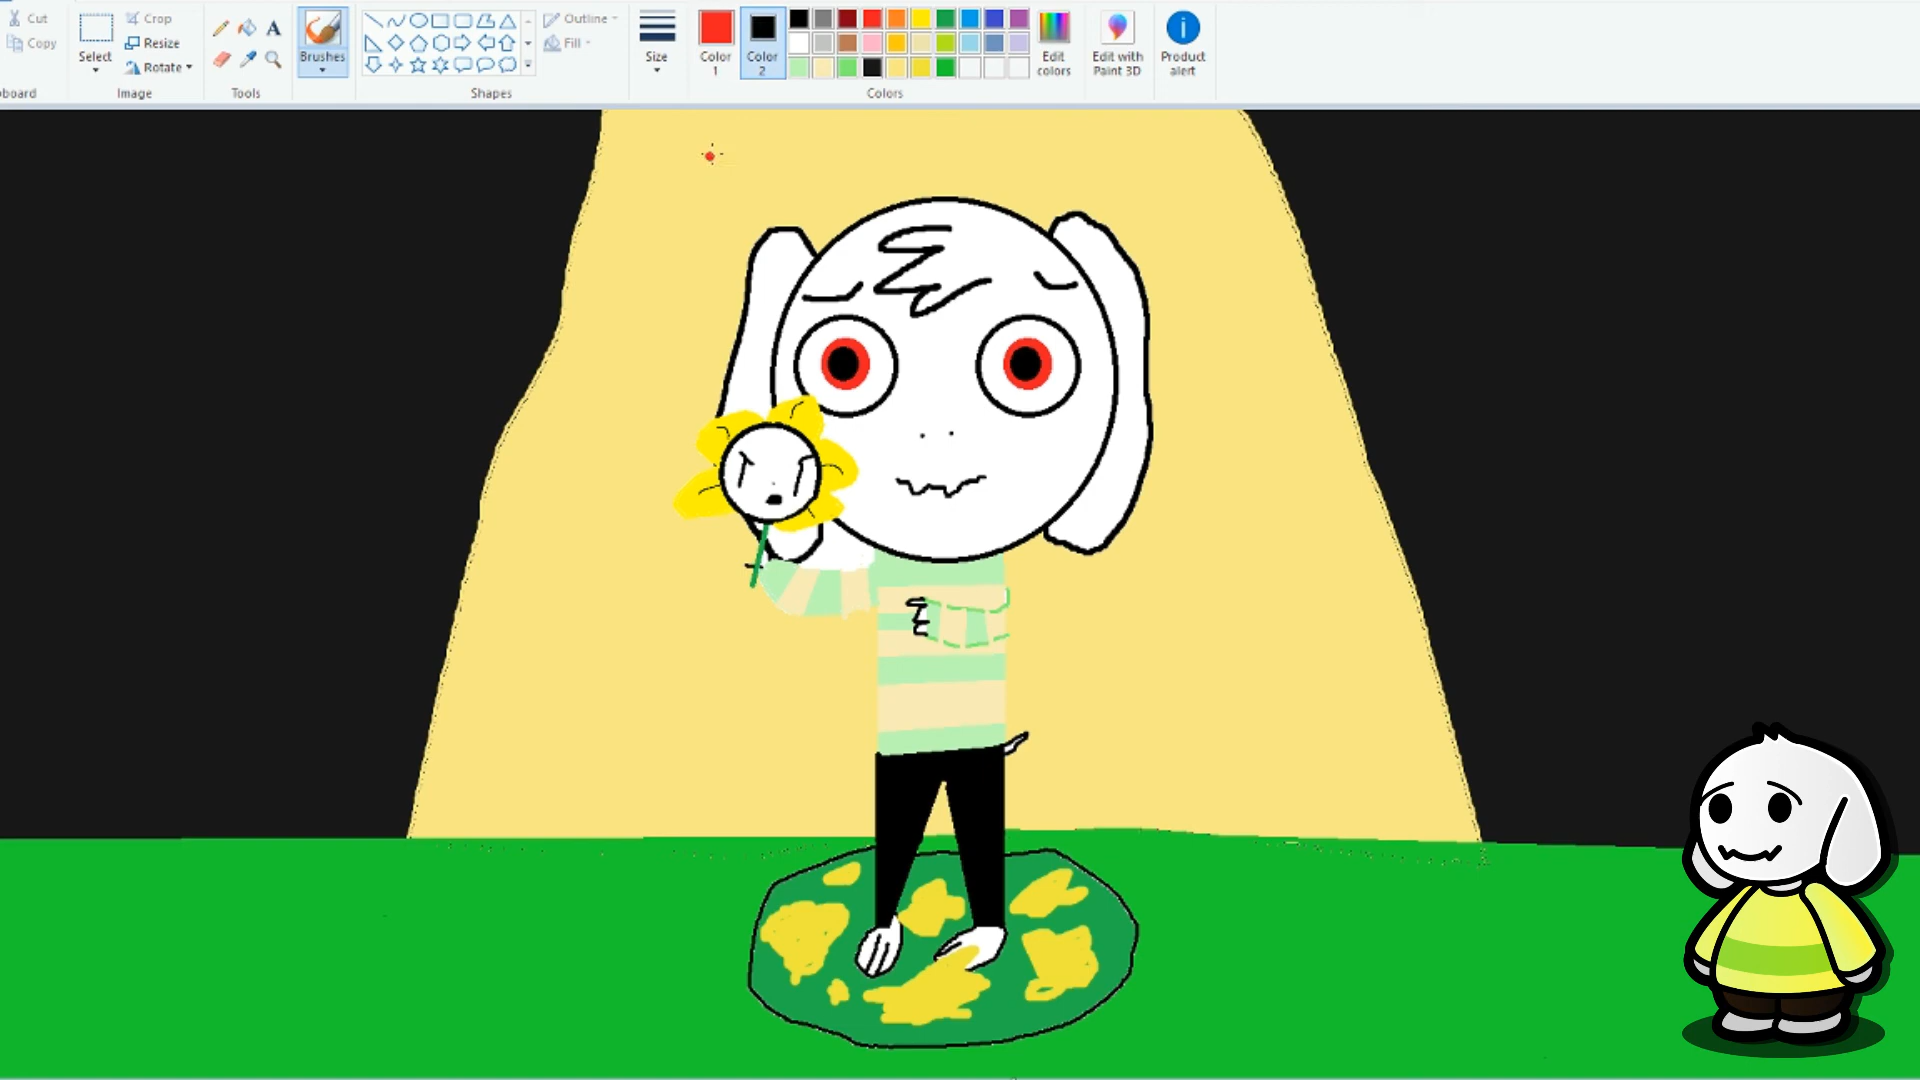 Cut
Copy
board
Select
Crop
Resize
Rotate
Image
A
Tools
Brushes
Outline
Fill
Shapes
Size
Color
1
Color
2
Edit
colors
Colors
Edit with
Paint 3D
Product
alert